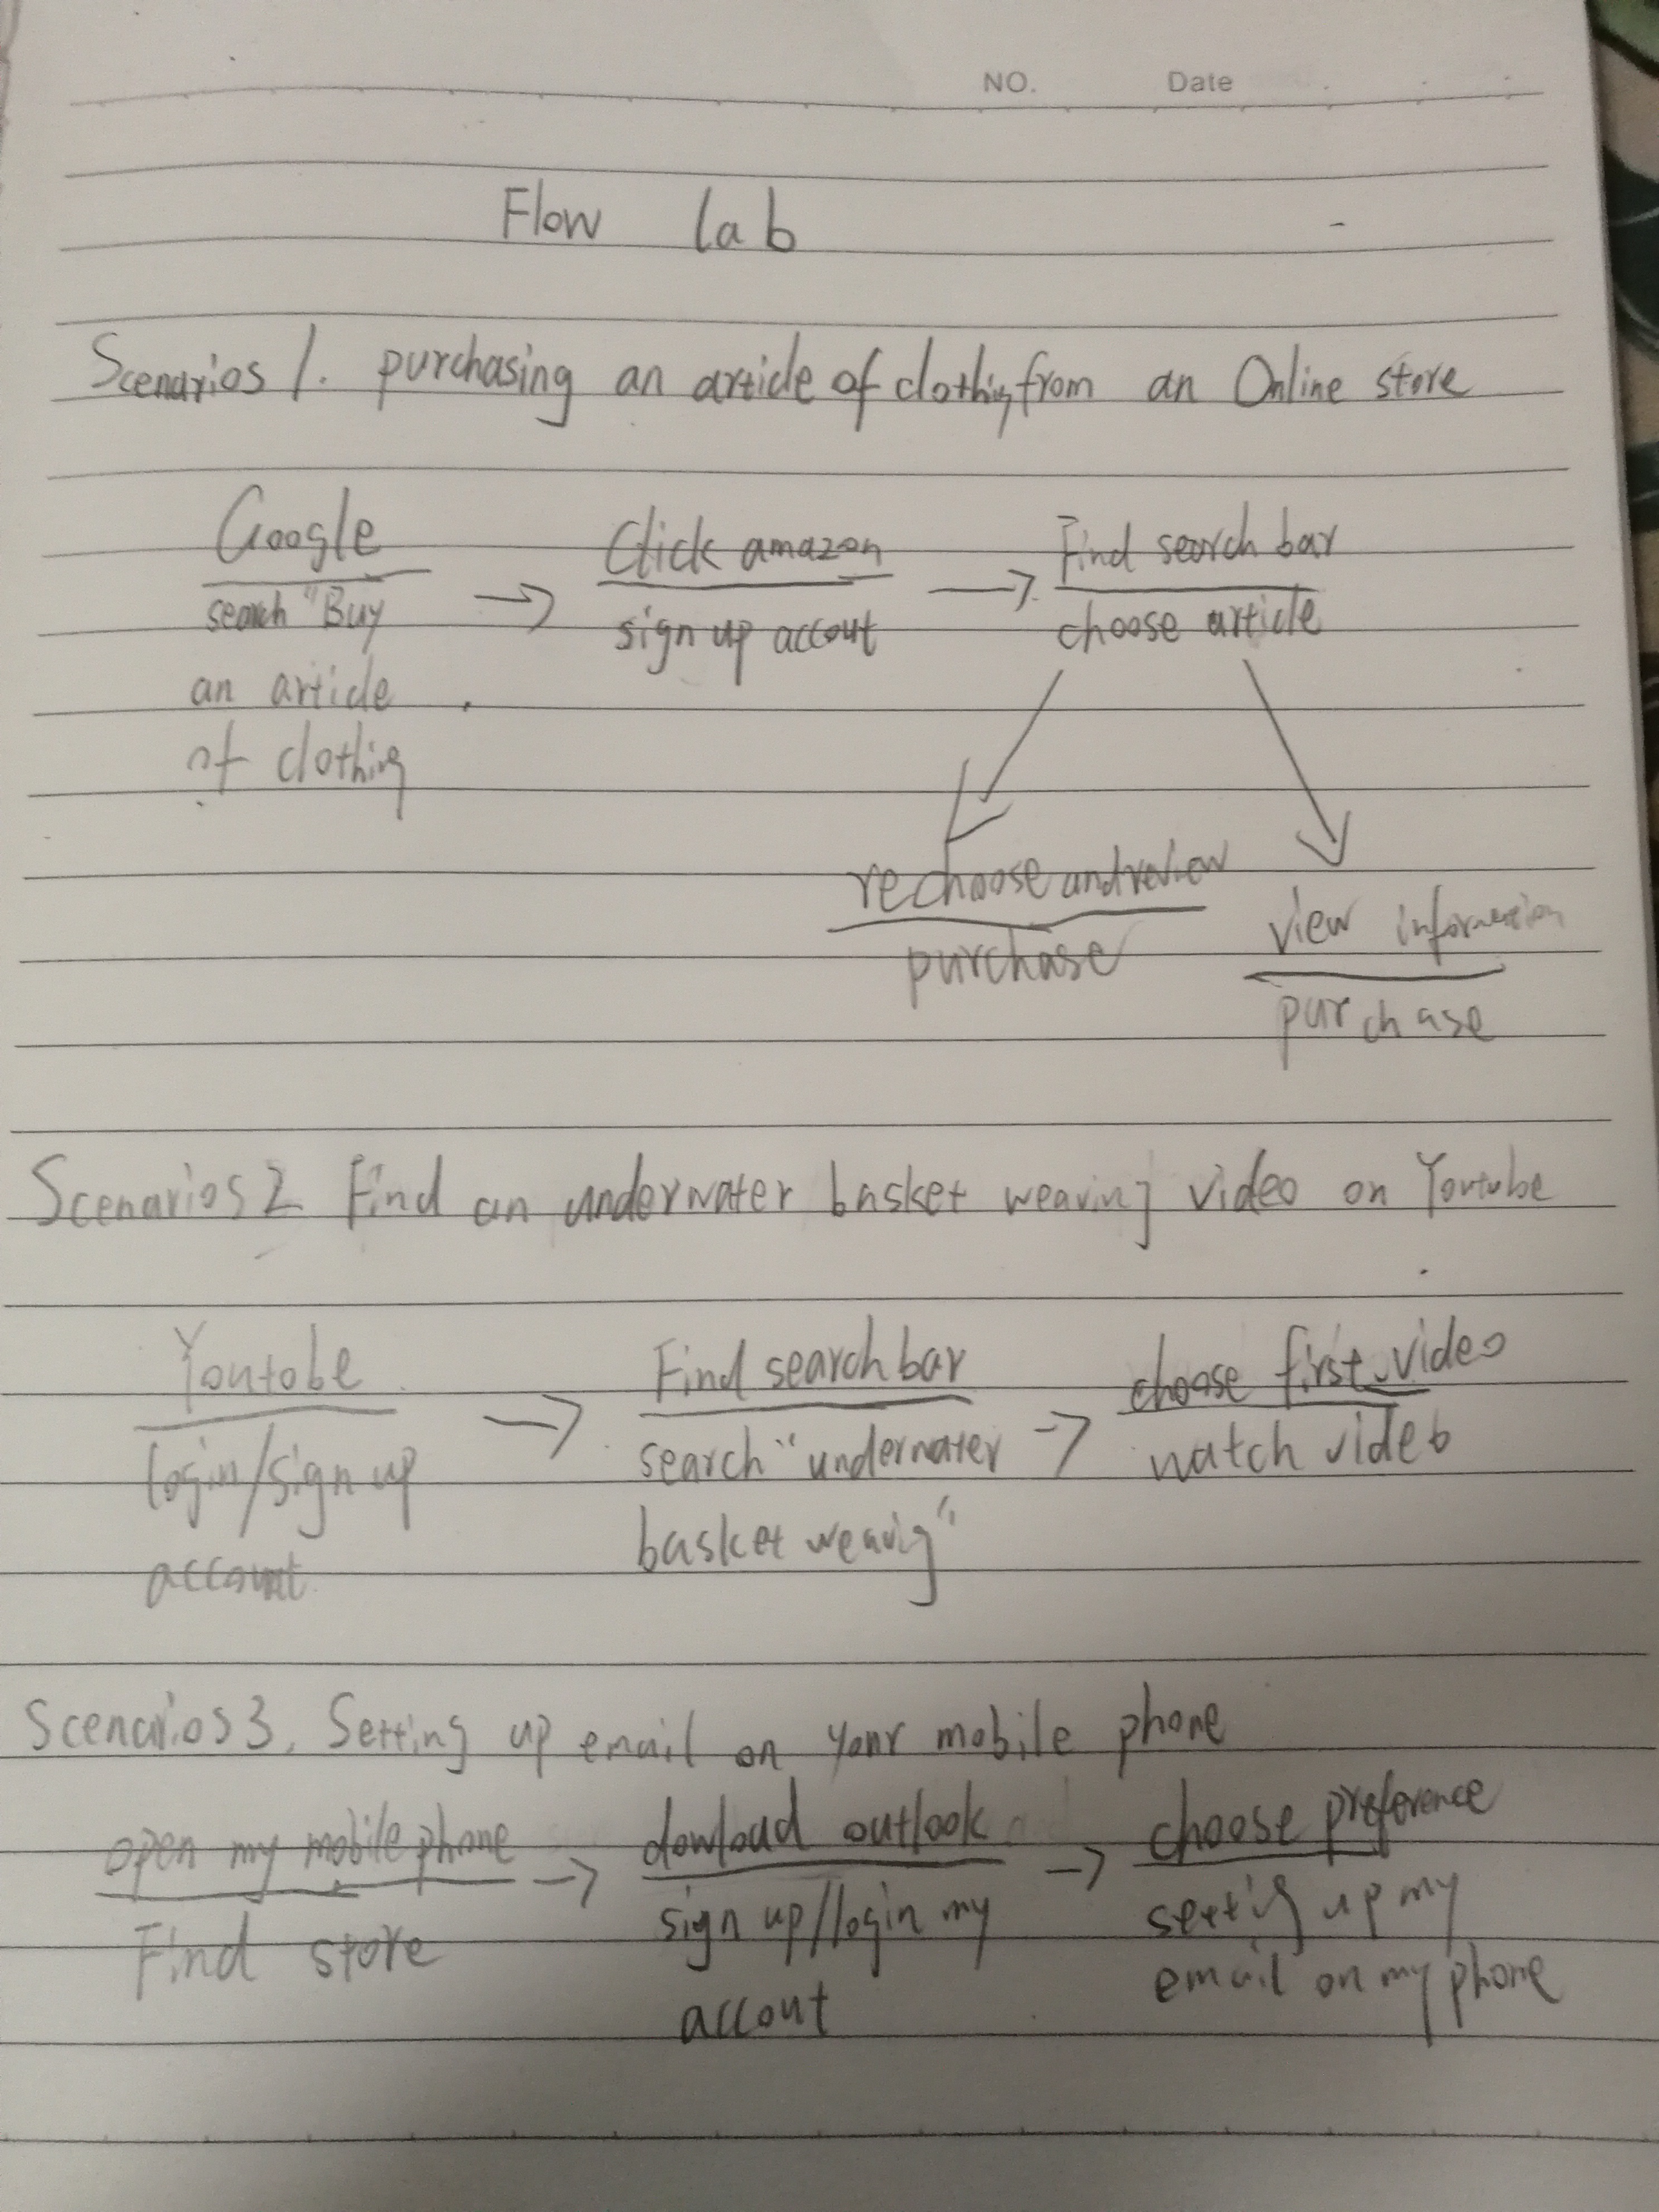 NO. Date
Flow lab
Scenarios 1. purchasing an article of clothing from an Online store
Google
search "Buy
an article
of clothing
Click amazon
sign up accout
Find search bar
choose article
rechoose and review
purchase
view information
purchase
Scenarios 2 Find an underwater basket weaving video on Youtube
Youtobe
login/sign up
account
Find search bar
search "underwater
basket weavig"
choose first video
watch video
Scenarios 3. Setting up email on your mobile phone
open my mobile phone
Find store
dowload outlook
sign up/login my
accout
choose preference
settig up my
email on my phone